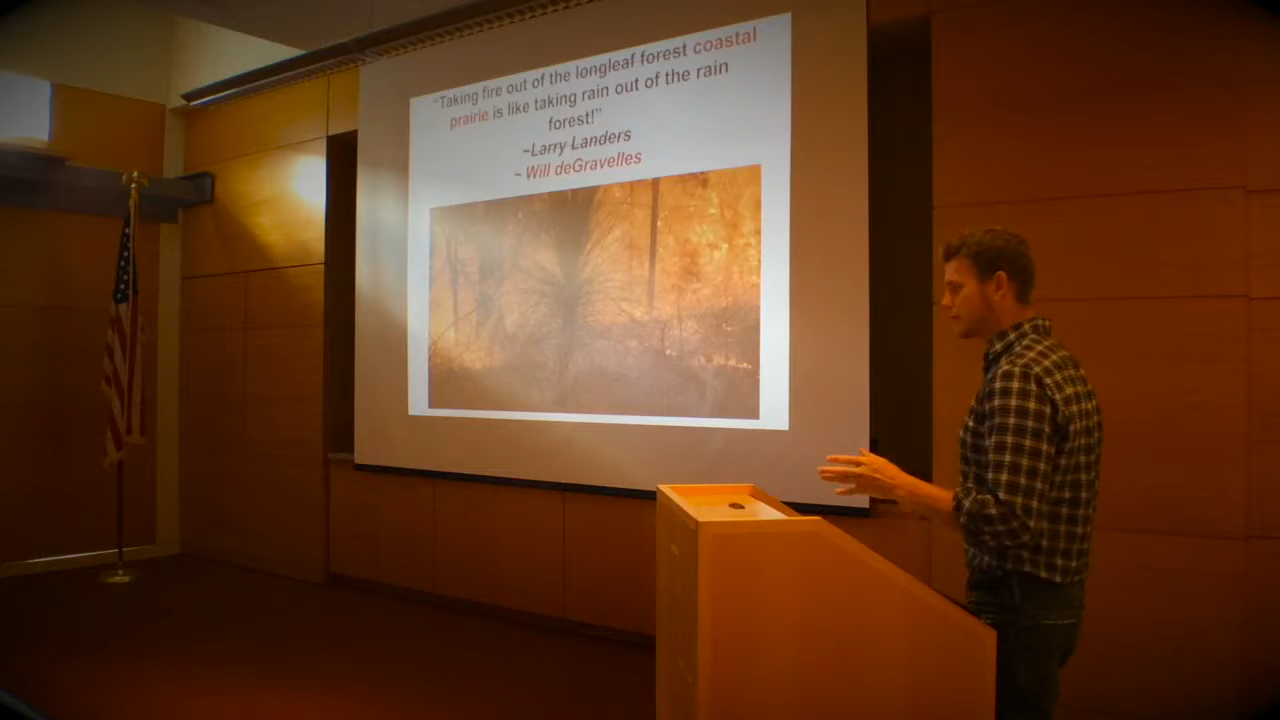 "Taking fire out of the longleaf forest coastal
prairie is like taking rain out of the rain
forest!"
~Larry Landers
~ Will deGravelles